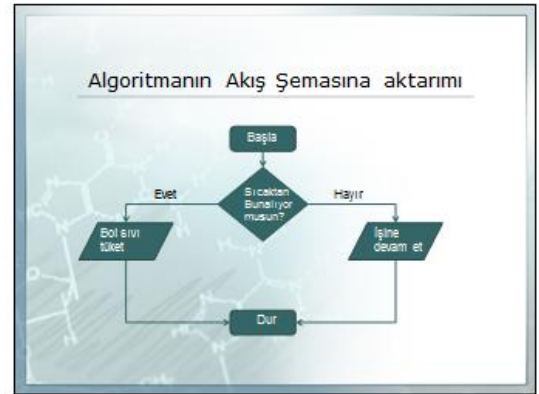 Algoritmanın Akış Şemasına aktarımı
Başla
Evet
Sıcaktan
Bunalıyor
musun?
Hayır
Bol sıvı
tüket
İşine
devam et
Dur